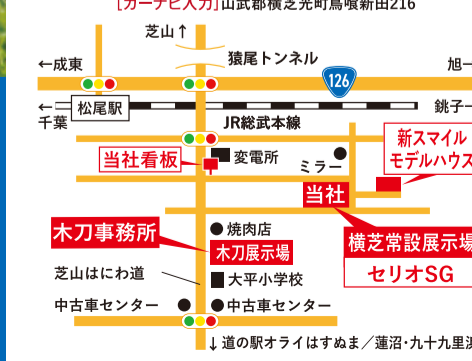 [カーナビ入力]山武郡横芝光町鳥喰新田216
芝山↑
猿尾トンネル
←成東
126
旭
←千葉
松尾駅
銚子
JR総武本線
当社看板
変電所
ミラー
新スマイル
モデルハウス
当社
木刀事務所
焼肉店
木刀展示場
横芝常設展示場
セリオSG
芝山はにわ道
大平小学校
中古車センター
中古車センター
↓道の駅オライはすぬま/蓮沼・九十九里